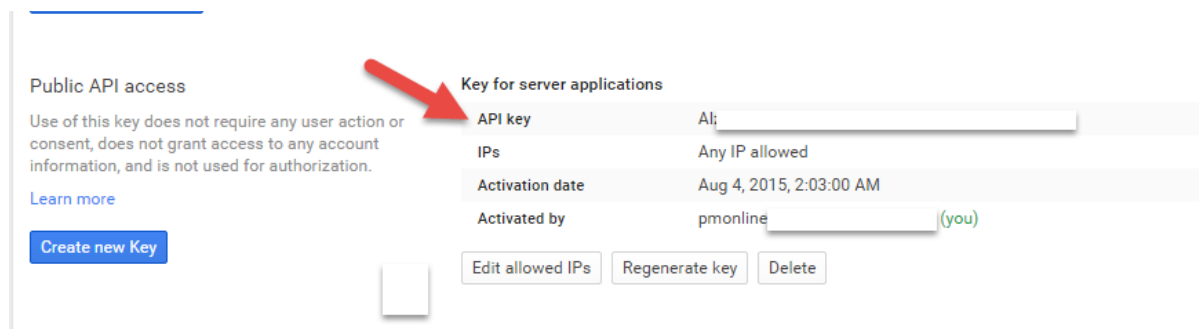 Public API access
Use of this key does not require any user action or
consent, does not grant access to any account
information, and is not used for authorization.
Learn more
Create new Key
Key for server applications
API key
IPs Any IP allowed
Activation date Aug 4, 2015, 2:03:00 AM
Activated by pmonline (you)
Edit allowed IPs Regenerate key Delete